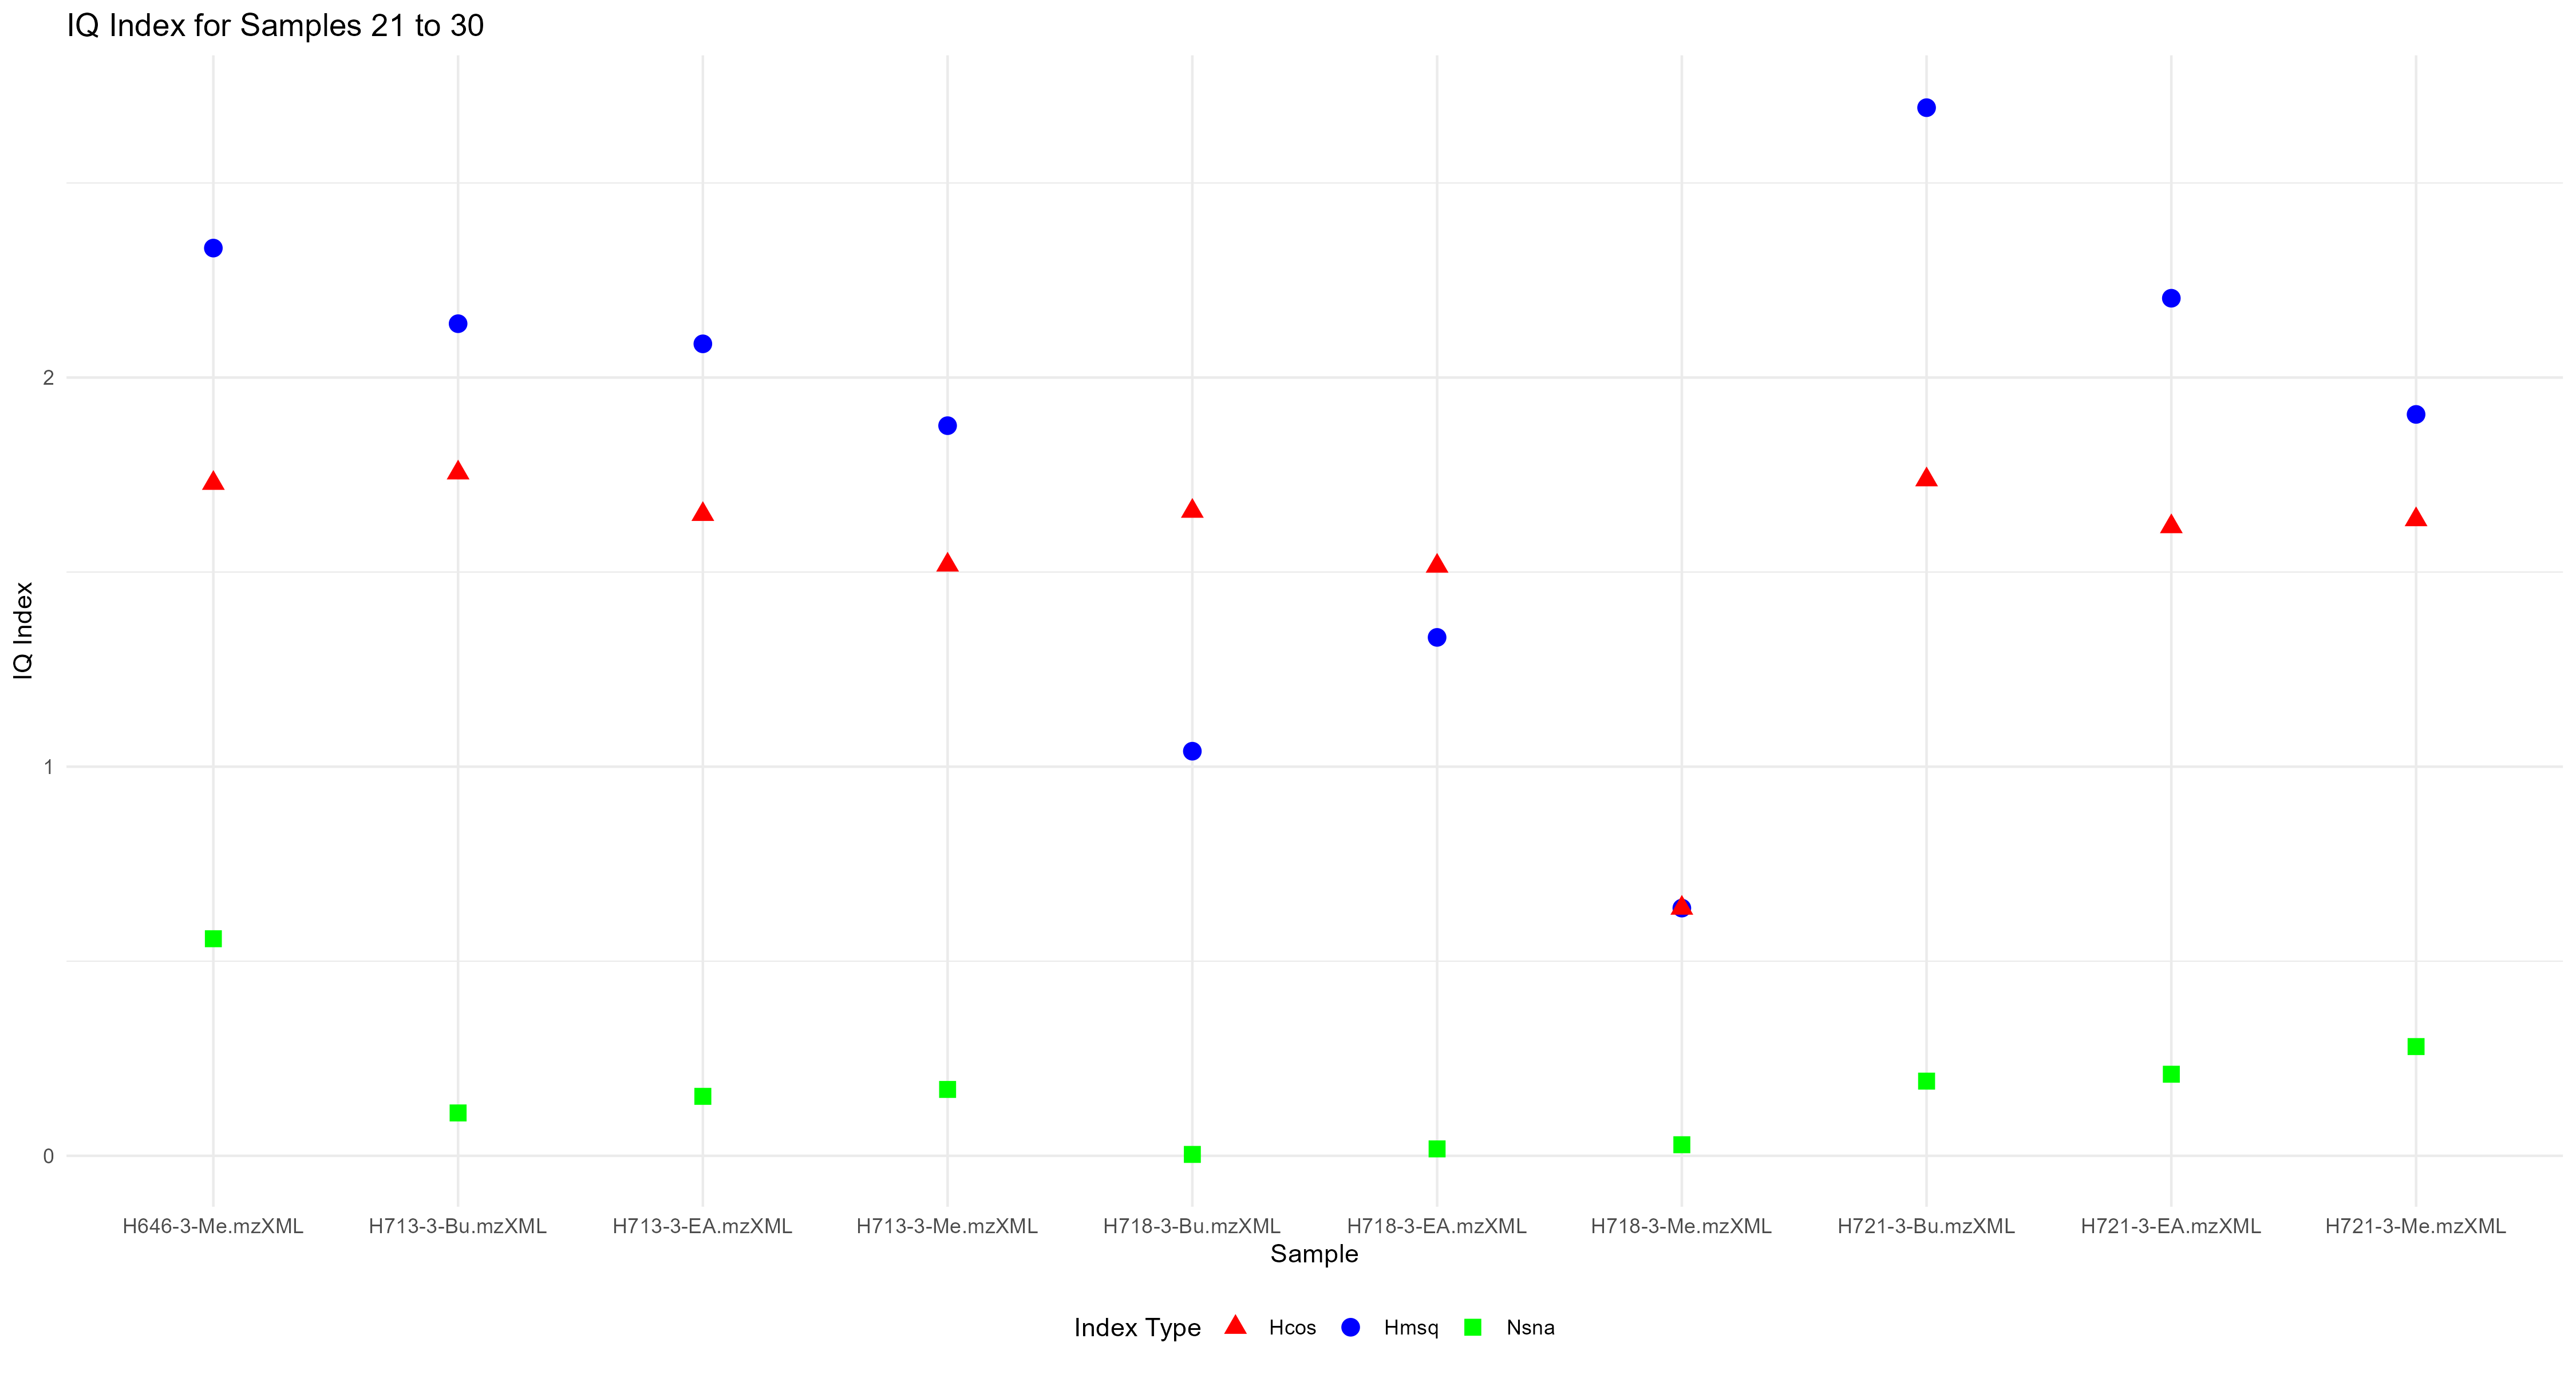 IQ Index for Samples 21 to 30
IQ Index
2
1
0
H646-3-Me.mzXML H713-3-Bu.mzXML H713-3-EA.mzXML H713-3-Me.mzXML H718-3-Bu.mzXML H718-3-EA.mzXML H718-3-Me.mzXML H721-3-Bu.mzXML H721-3-EA.mzXML H721-3-Me.mzXML
Sample
Index Type Hcos Hmsq Nsna